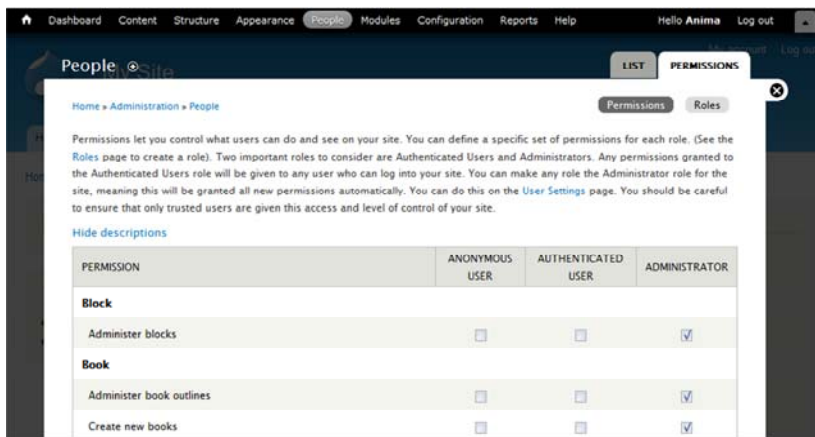 Dashboard Content Structure Appearance People Modules Configuration Reports Help Hello Anima Log out
My account Log out
People My Site LIST PERMISSIONS
Home » Administration » People Permissions Roles
Permissions let you control what users can do and see on your site. You can define a specific set of permissions for each role. (See the
Roles page to create a role). Two important roles to consider are Authenticated Users and Administrators. Any permissions granted to
the Authenticated Users role will be given to any user who can log into your site. You can make any role the Administrator role for the
site, meaning this will be granted all new permissions automatically. You can do this on the User Settings page. You should be careful
to ensure that only trusted users are given this access and level of control of your site.
Hide descriptions
PERMISSION ANONYMOUS USER AUTHENTICATED USER ADMINISTRATOR
Block
Administer blocks
Book
Administer book outlines
Create new books